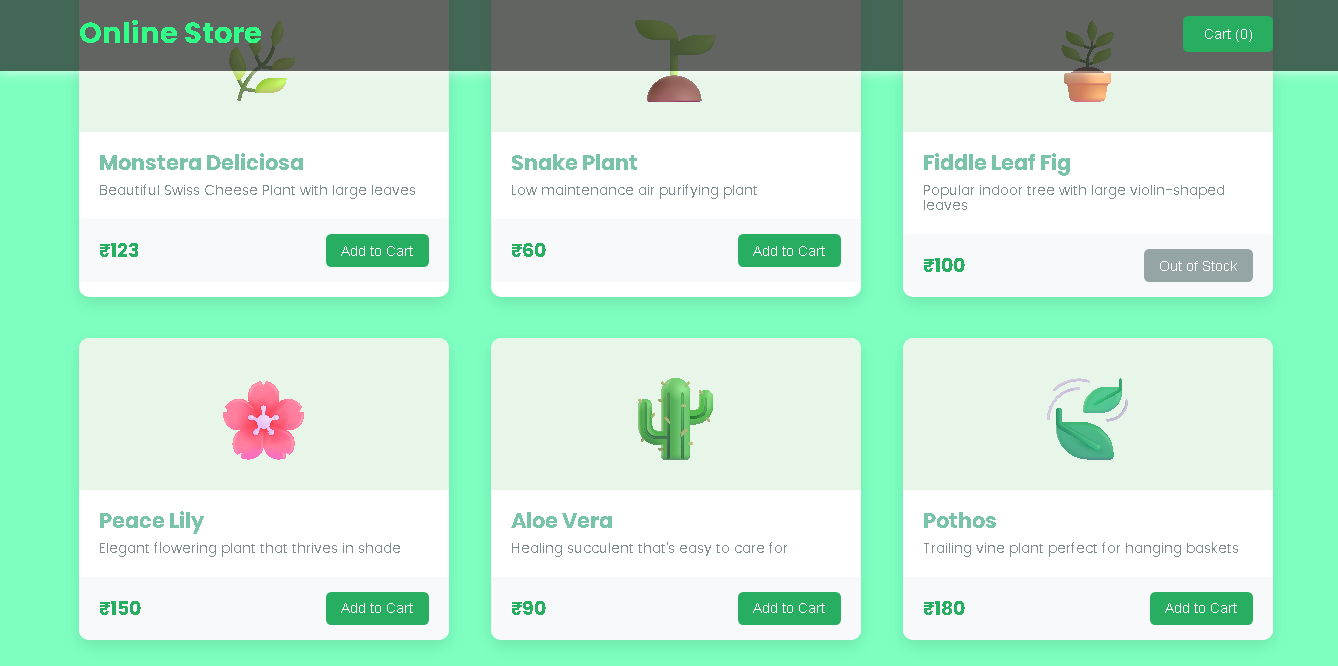 Online Store
Cart (0)
Monstera Deliciosa
Beautiful Swiss Cheese Plant with large leaves
₹123
Add to Cart
Snake Plant
Low maintenance air purifying plant
₹60
Add to Cart
Fiddle Leaf Fig
Popular indoor tree with large violin-shaped
leaves
₹100
Out of Stock
Peace Lily
Elegant flowering plant that thrives in shade
₹150
Add to Cart
Aloe Vera
Healing succulent that's easy to care for
₹90
Add to Cart
Pothos
Trailing vine plant perfect for hanging baskets
₹180
Add to Cart